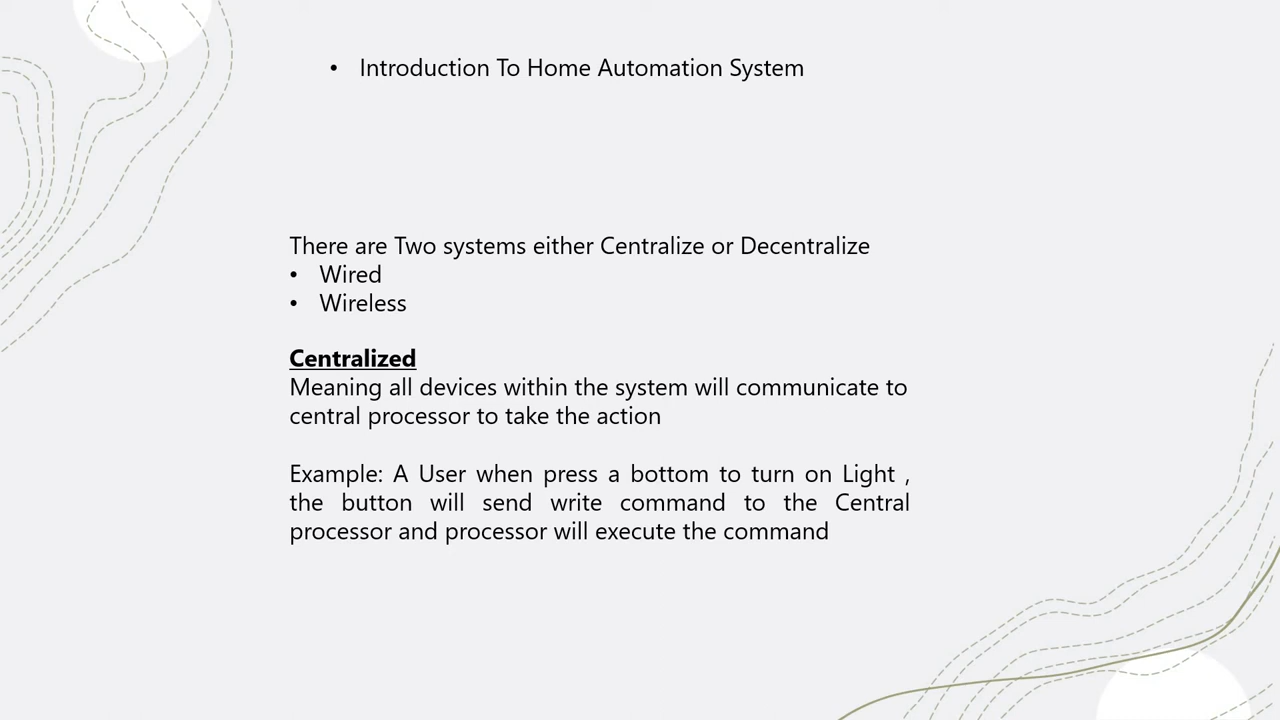 • Introduction To Home Automation System
There are Two systems either Centralize or Decentralize
• Wired
• Wireless
Centralized
Meaning all devices within the system will communicate to
central processor to take the action
Example: A User when press a bottom to turn on Light ,
the button will send write command to the Central
processor and processor will execute the command